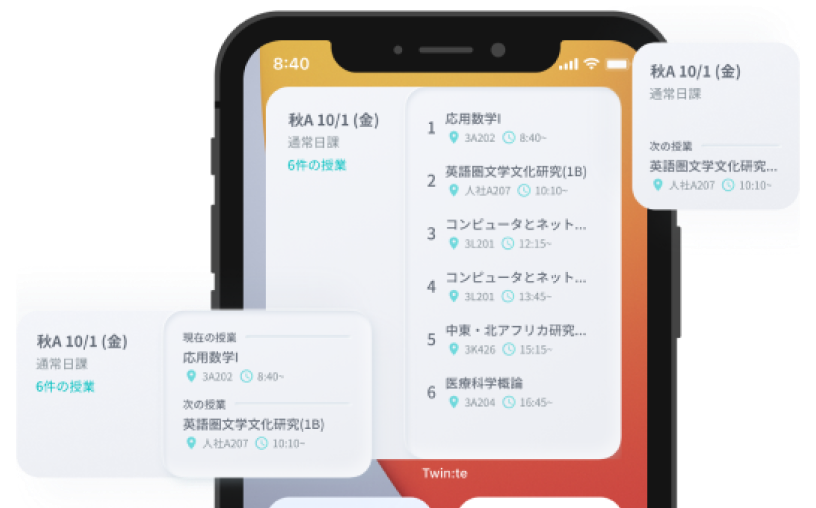 8:40
秋A 10/1 (金)
通常日課
6件の授業
1 応用数学I
3A202 8:40~
2 英語圏文学文化研究(1B)
人社A207 10:10~
3 コンピュータとネット...
3L201 12:15~
4 コンピュータとネット...
3L201 13:45~
5 中東・北アフリカ研究...
3K426 15:15~
6 医療科学概論
3A204 16:45~
Twin:te
秋A 10/1 (金)
通常日課
次の授業
英語圏文学文化研究...
人社A207 10:10~
秋A 10/1 (金)
通常日課
6件の授業
現在の授業
応用数学I
3A202 8:40~
次の授業
英語圏文学文化研究(1B)
人社A207 10:10~